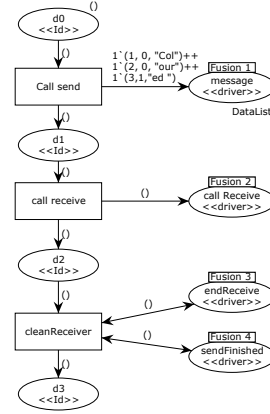 ()
d0
<<Id>>
()
1`(1, 0, "Col")++
1`(2, 0, "our")++
1`(3,1,"ed ")
Fusion 1
Call send
message
<<driver>>
DataList
()
d1
<<Id>>
()
Fusion 2
call receive
()
call Receive
<<driver>>
()
d2
<<Id>>
()
Fusion 3
()
endReceive
<<driver>>
cleanReceiver
()
Fusion 4
sendFinished
<<driver>>
()
d3
<<Id>>